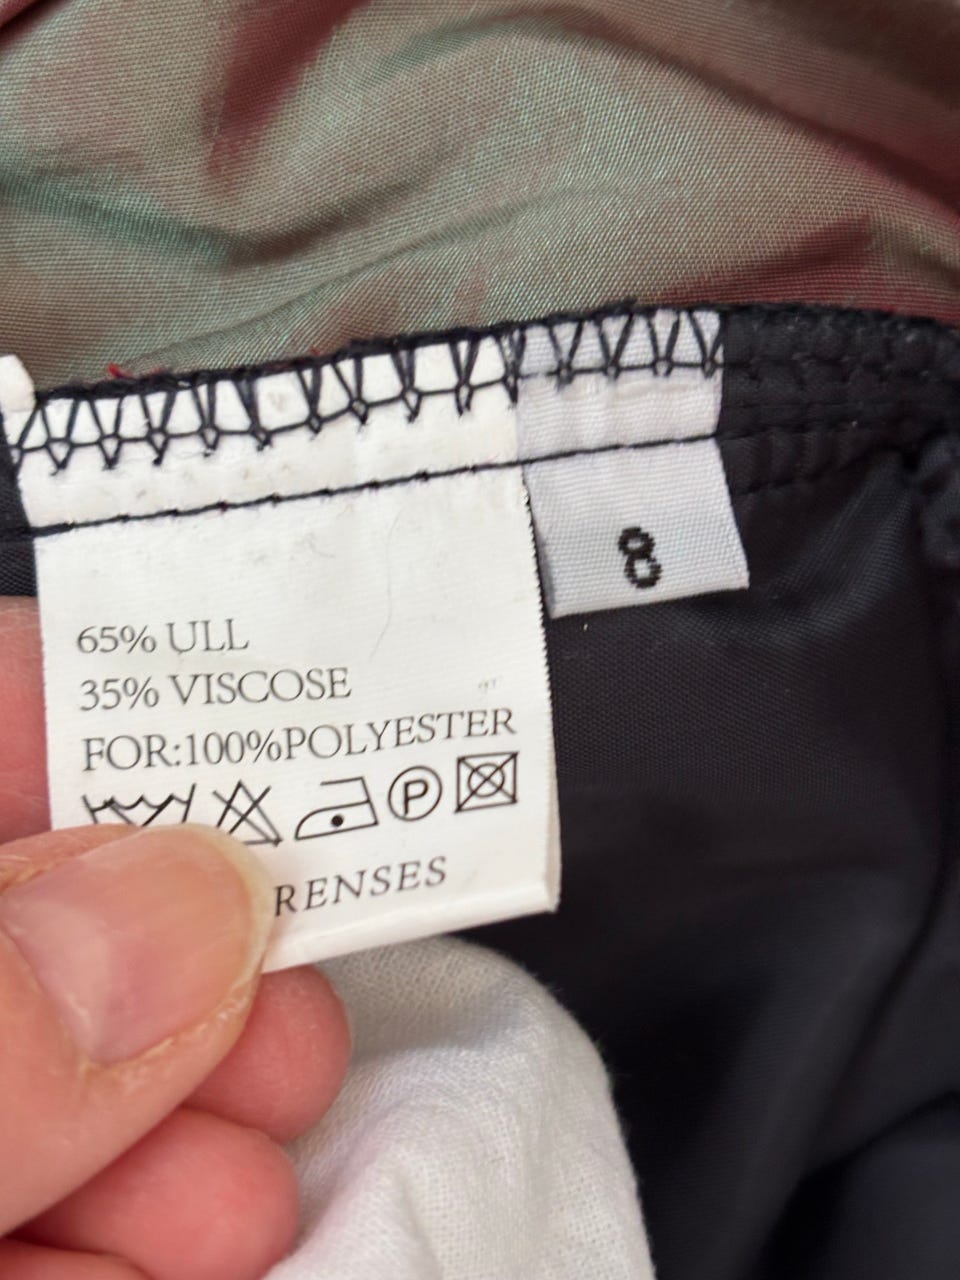 8
65% ULL
35% VISCOSE
FOR:100%POLYESTER
P
RENSES